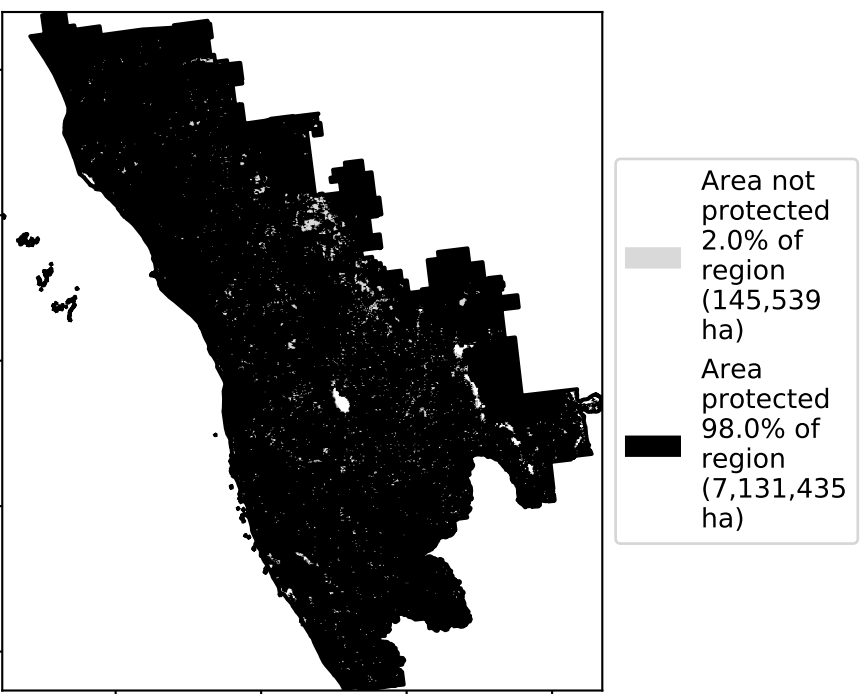 Area not
protected
2.0% of
region
(145,539
ha)
Area
protected
98.0% of
region
(7,131,435
ha)